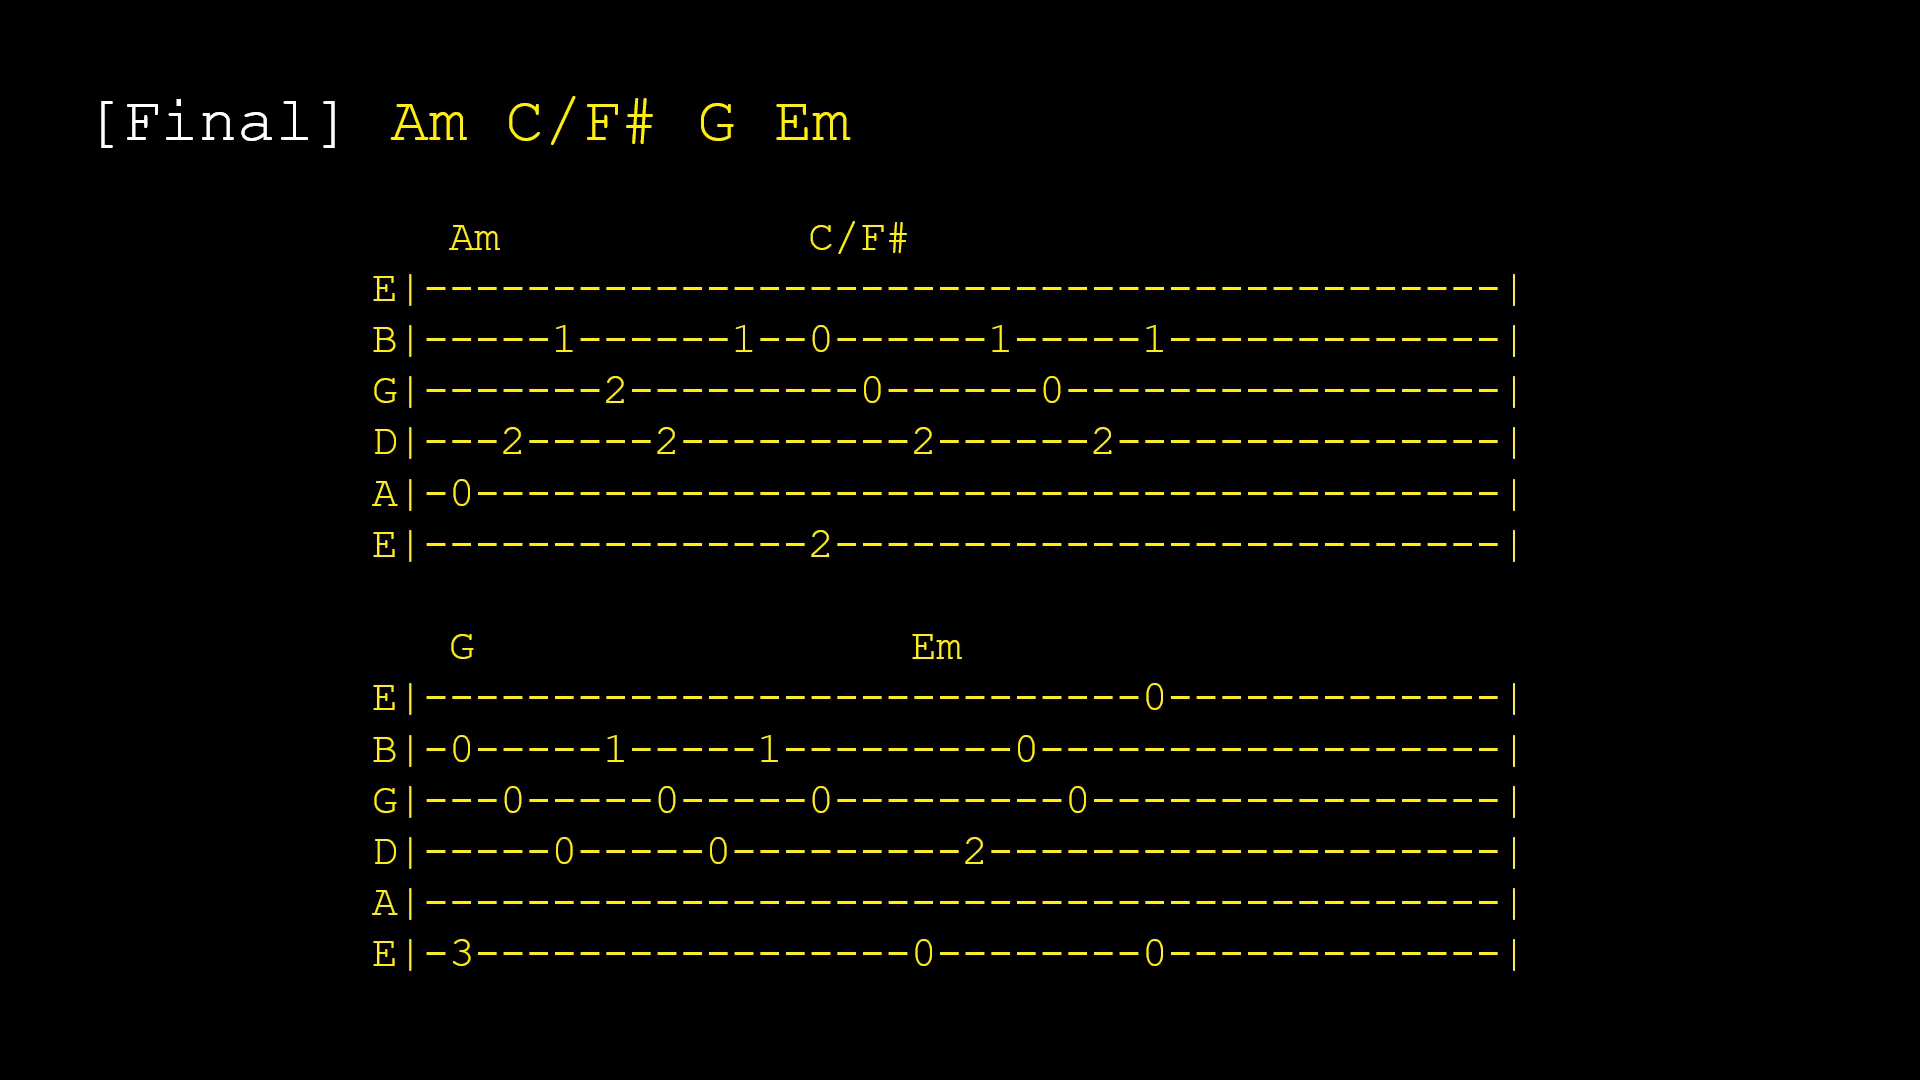 [Final] Am C/F# G Em
   Am            C/F#
E|------------------------------------------|
B|-----1------1--0------1-----1-------------|
G|-------2---------0------0-----------------|
D|---2-----2---------2------2---------------|
A|-0----------------------------------------|
E|---------------2--------------------------|
   G                 Em
E|----------------------------0-------------|
B|-0-----1-----1---------0------------------|
G|---0-----0-----0---------0----------------|
D|-----0-----0---------2--------------------|
A|------------------------------------------|
E|-3-----------------0--------0-------------|